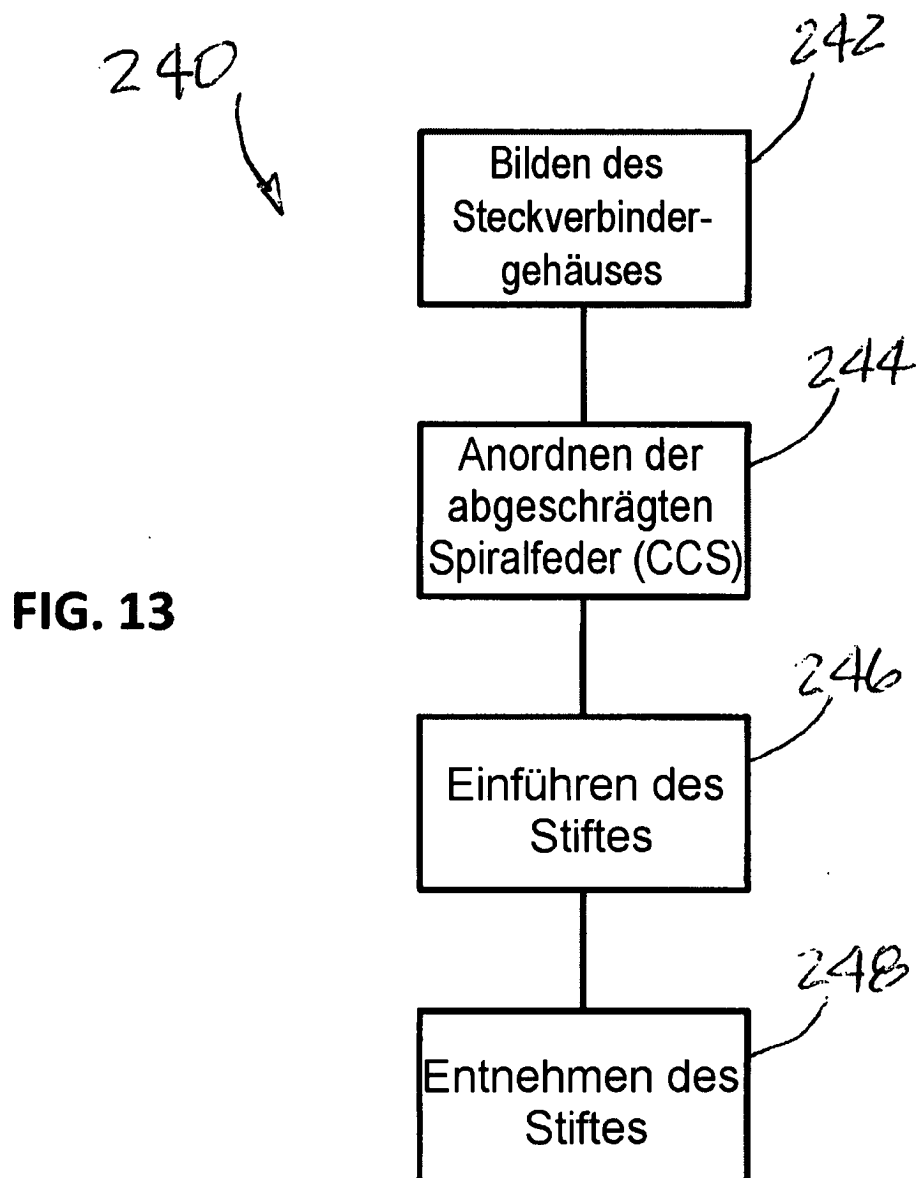 240
242
Bilden des
Steckverbinder-
gehäuses
244
Anordnen der
abgeschrägten
Spiralfeder (CCS)
FIG. 13
246
Einführen des
Stiftes
248
Entnehmen des
Stiftes